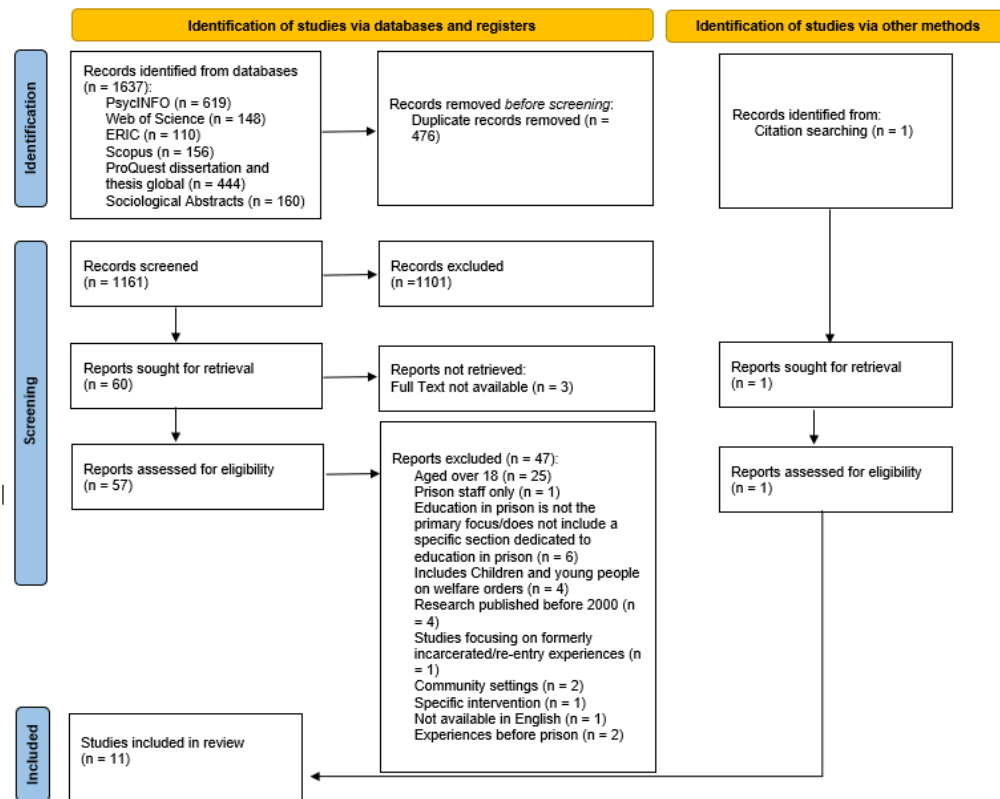 Identification of studies via databases and registers
Identification of studies via other methods
Identification
Records identified from databases
(n = 1637):
PsycINFO (n = 619)
Web of Science (n = 148)
ERIC (n = 110)
Scopus (n = 156)
ProQuest dissertation and
thesis global (n = 444)
Sociological Abstracts (n = 160)
Records removed before screening:
Duplicate records removed (n =
476)
Records identified from:
Citation searching (n = 1)
Screening
Records screened
(n = 1161)
Records excluded
(n =1101)
Reports sought for retrieval
(n = 60)
Reports not retrieved:
Full Text not available (n = 3)
Reports sought for retrieval
(n = 1)
Reports assessed for eligibility
(n = 57)
Reports excluded (n = 47):
Aged over 18 (n = 25)
Prison staff only (n = 1)
Education in prison is not the
primary focus/does not include a
specific section dedicated to
education in prison (n = 6)
Includes Children and young people
on welfare orders (n = 4)
Research published before 2000 (n
= 4)
Studies focusing on formerly
incarcerated/re-entry experiences (n
= 1)
Community settings (n = 2)
Specific intervention (n = 1)
Not available in English (n = 1)
Experiences before prison (n = 2)
Reports assessed for eligibility
(n = 1)
Included
Studies included in review
(n = 11)